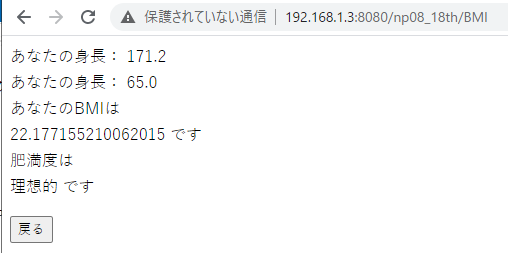 保護されていない通信 | 192.168.1.3:8080/np08_18th/BMI
あなたの身長： 171.2
あなたの身長： 65.0
あなたのBMIは
22.177155210062015 です
肥満度は
理想的 です
戻る